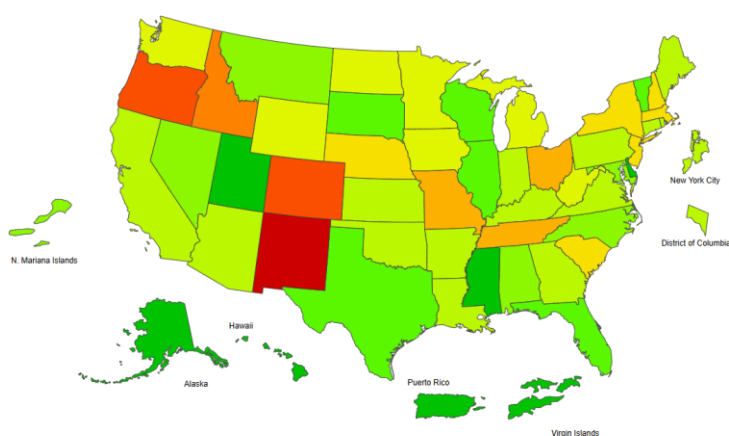 New York City
District of Columbia
N. Mariana Islands
Hawaii
Alaska
Puerto Rico
Virgin Islands